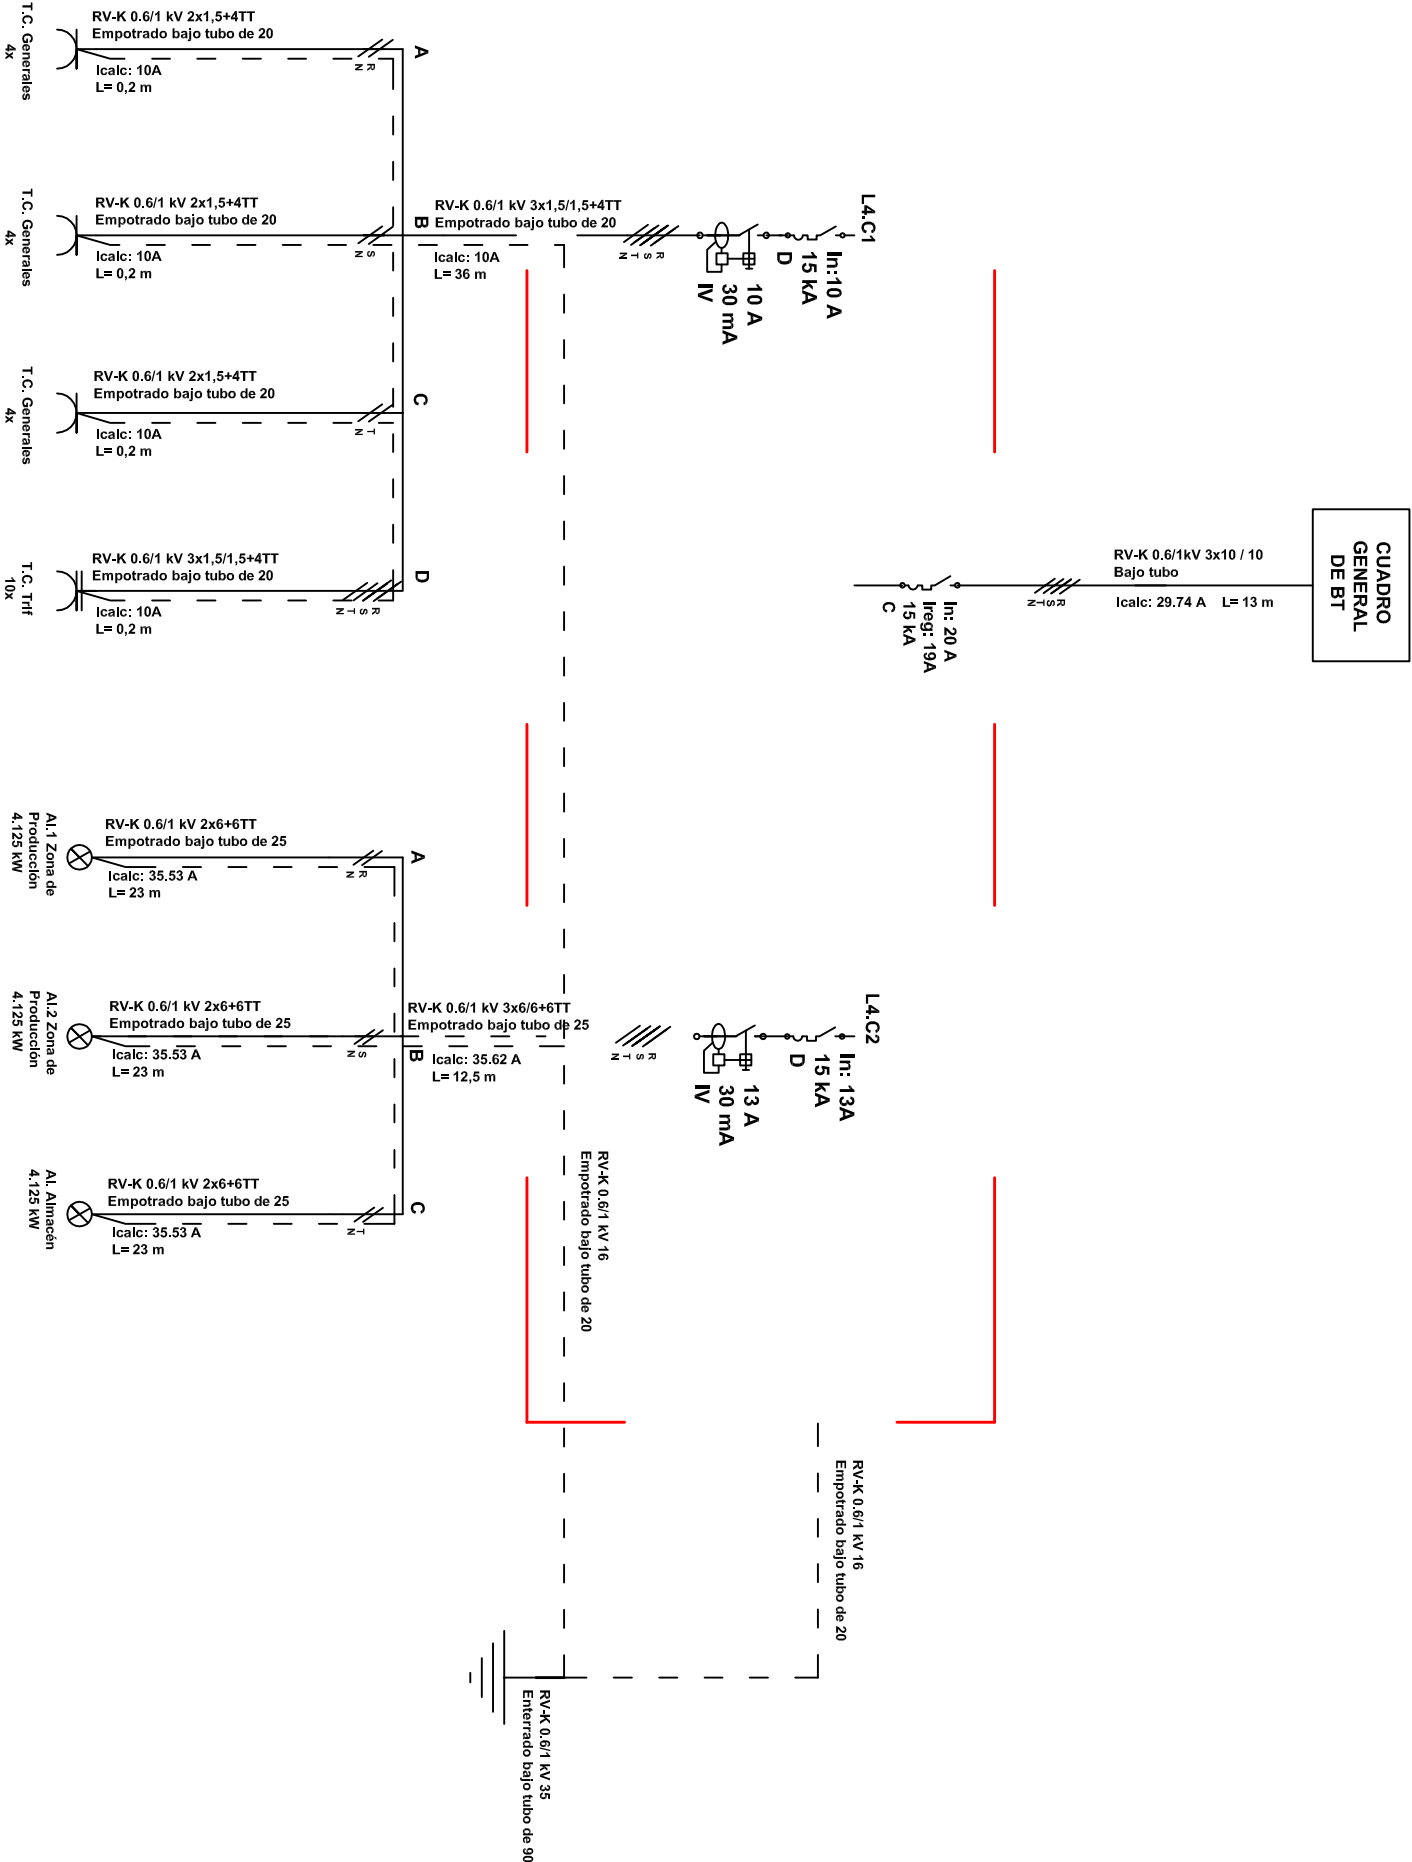 CUADRO
GENERAL
DE BT
RV-K 0.6/1kV 3x10 / 10
Bajo tubo
Icalc: 29.74 A L= 13 m
R
S
T
N
In: 20 A
Ireg: 19A
15 kA
C
L4.C1
In:10 A
15 kA
D
10 A
30 mA
IV
R
S
T
N
RV-K 0.6/1 kV 3x1,5/1,5+4TT
Empotrado bajo tubo de 20
Icalc: 10A
L= 36 m
A
RV-K 0.6/1 kV 2x1,5+4TT
Empotrado bajo tubo de 20
Icalc: 10A
L= 0,2 m
R
N
T.C. Generales
4x
B
RV-K 0.6/1 kV 2x1,5+4TT
Empotrado bajo tubo de 20
Icalc: 10A
L= 0,2 m
S
N
T.C. Generales
4x
C
RV-K 0.6/1 kV 2x1,5+4TT
Empotrado bajo tubo de 20
Icalc: 10A
L= 0,2 m
T
N
T.C. Generales
4x
D
RV-K 0.6/1 kV 3x1,5/1,5+4TT
Empotrado bajo tubo de 20
Icalc: 10A
L= 0,2 m
R
S
T
N
T.C. Trif
10x
L4.C2
In: 13A
15 kA
D
13 A
30 mA
IV
R
S
T
N
RV-K 0.6/1 kV 3x6/6+6TT
Empotrado bajo tubo de 25
Icalc: 35.62 A
L= 12,5 m
A
RV-K 0.6/1 kV 2x6+6TT
Empotrado bajo tubo de 25
Icalc: 35.53 A
L= 23 m
R
N
Al.1 Zona de
Producción
4.125 kW
B
RV-K 0.6/1 kV 2x6+6TT
Empotrado bajo tubo de 25
Icalc: 35.53 A
L= 23 m
S
N
Al.2 Zona de
Producción
4.125 kW
C
RV-K 0.6/1 kV 2x6+6TT
Empotrado bajo tubo de 25
Icalc: 35.53 A
L= 23 m
T
N
Al. Almacén
4.125 kW
RV-K 0.6/1 kV 16
Empotrado bajo tubo de 20
RV-K 0.6/1 kV 16
Empotrado bajo tubo de 20
RV-K 0.6/1 kV 35
Enterrado bajo tubo de 90